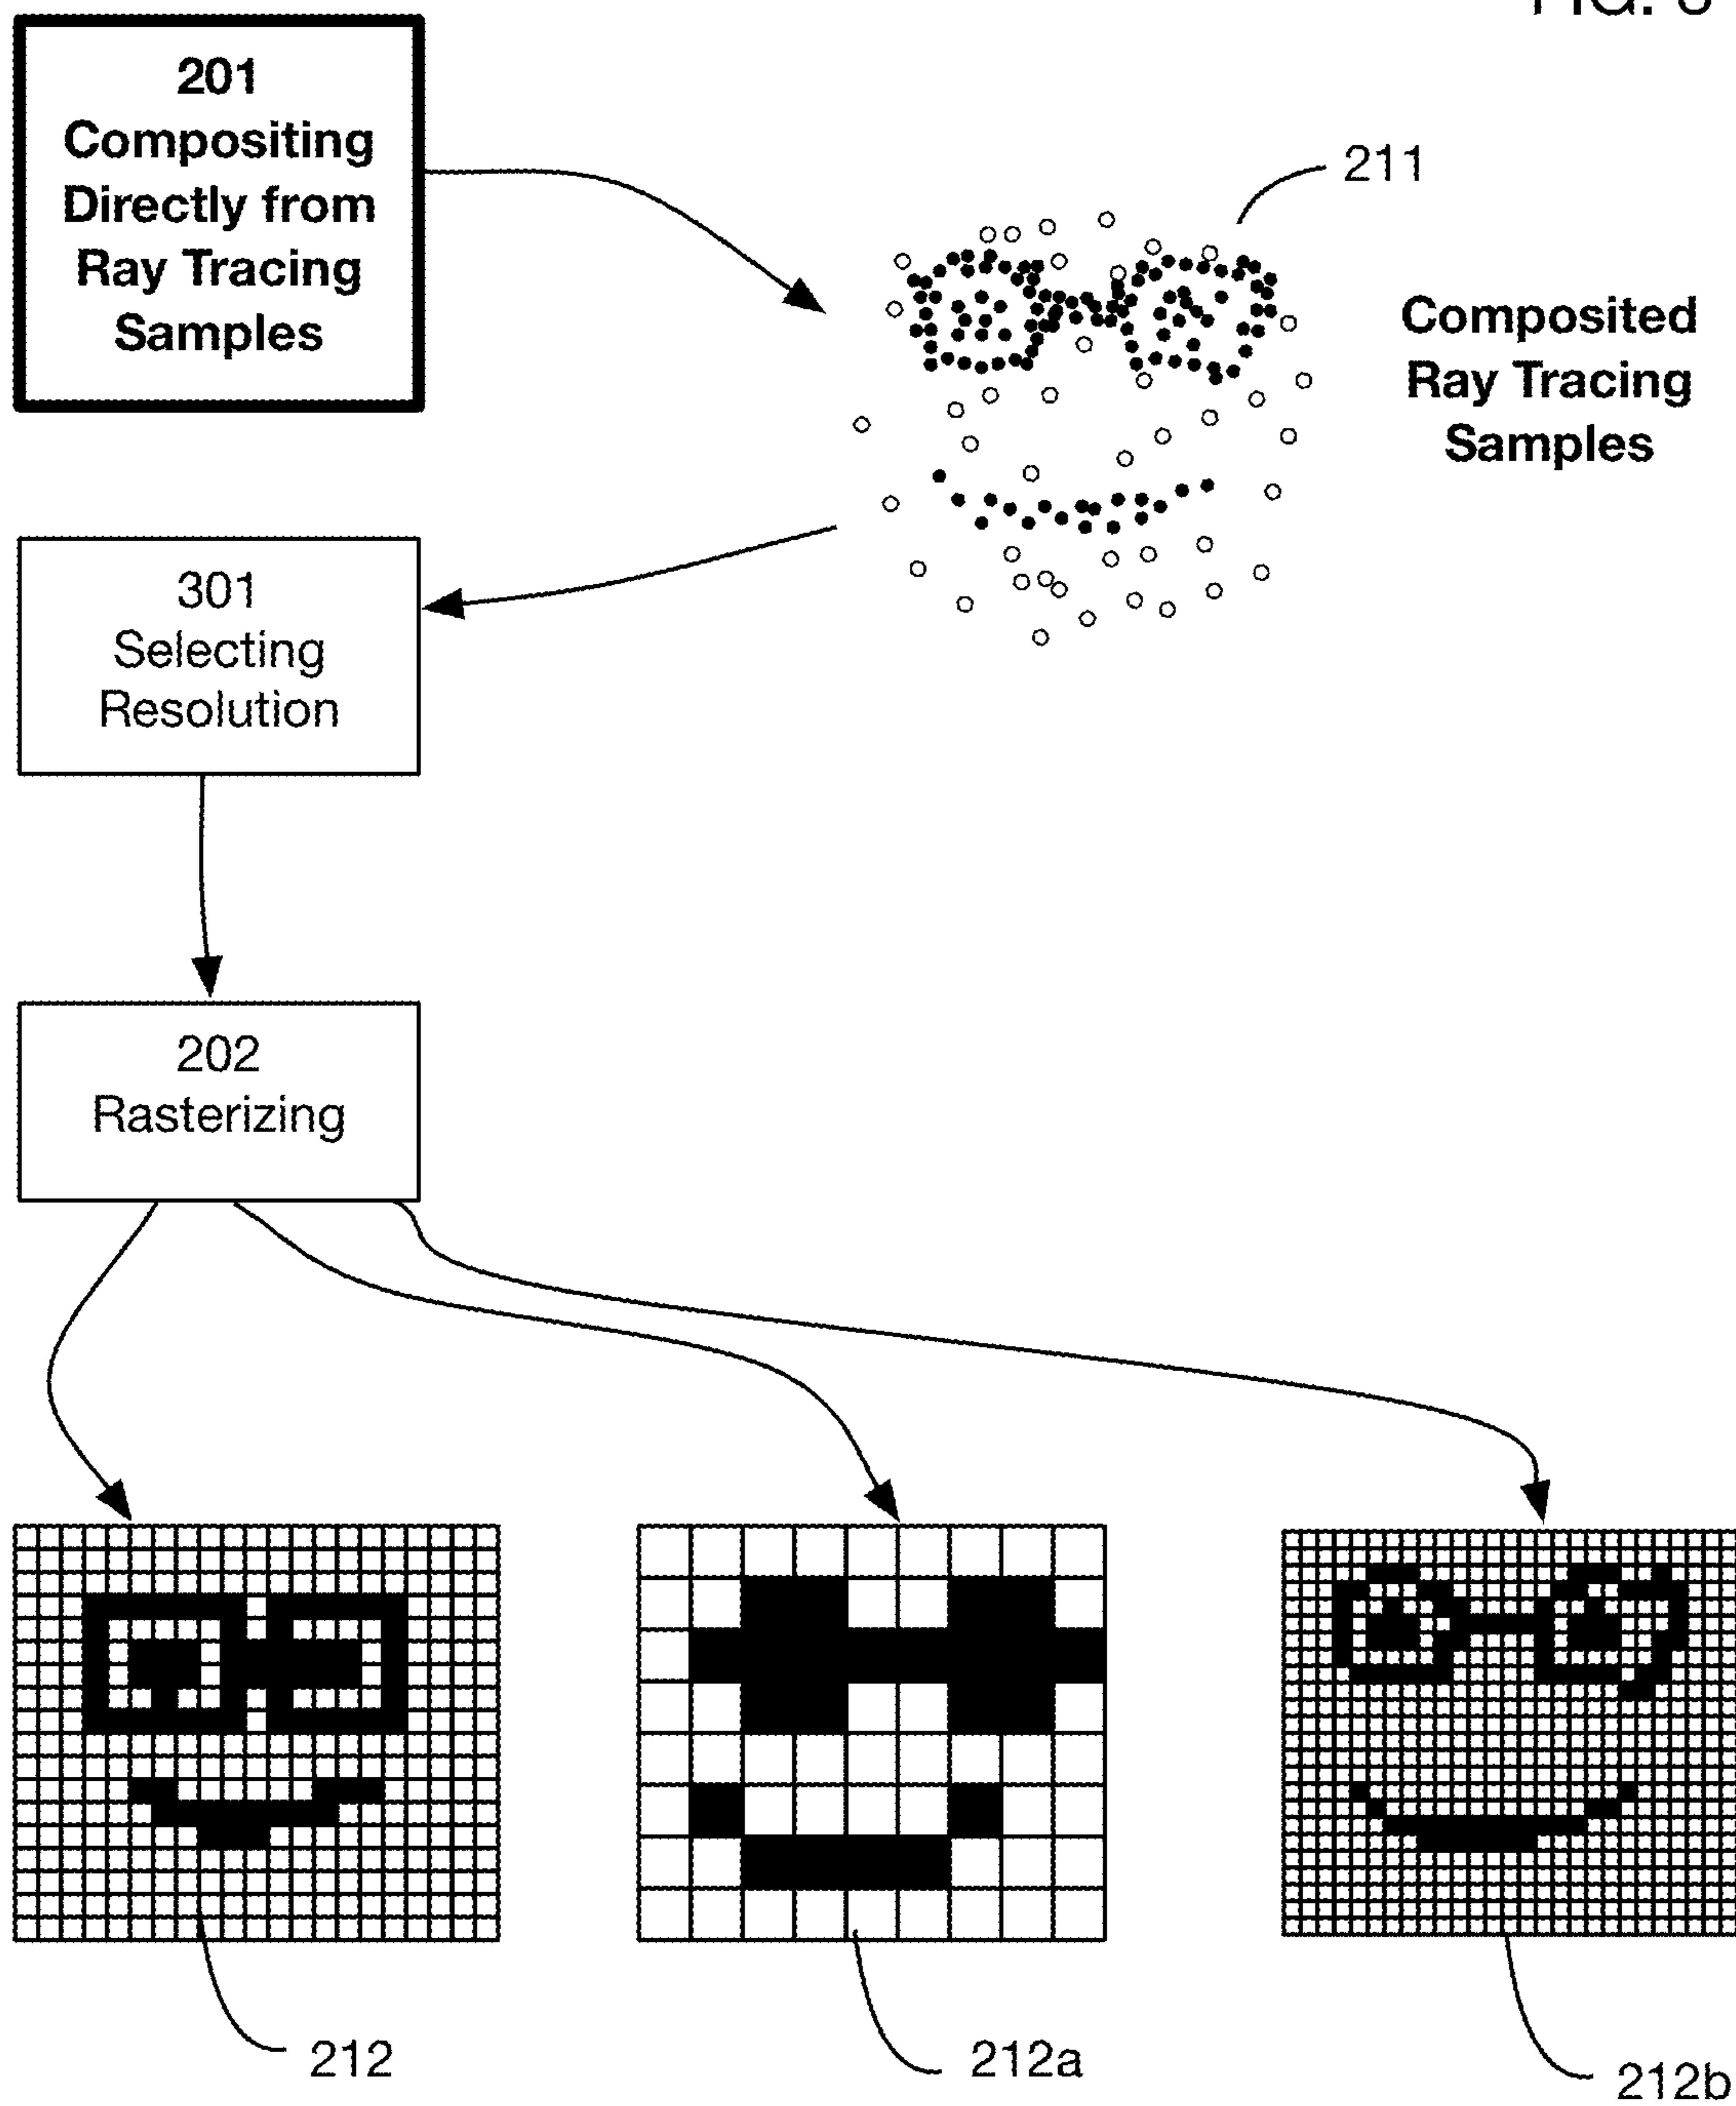 201
Compositing
Directly from
Ray Tracing
Samples
211
Composited
Ray Tracing
Samples
301
Selecting
Resolution
202
Rasterizing
212
212a
212b